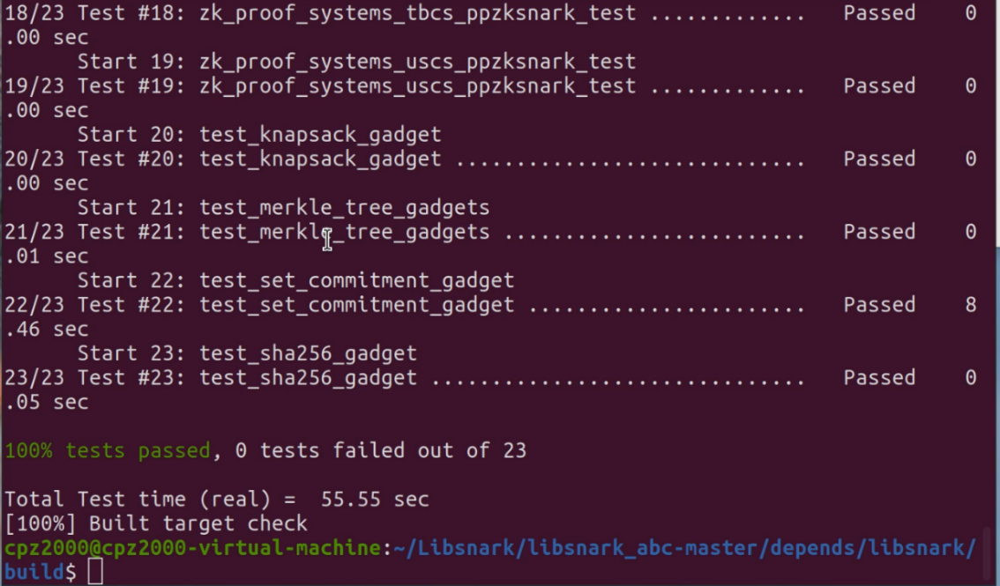 18/23 Test #18: zk_proof_systems_tbcs_ppzksnark_test .............   Passed    0
.00 sec
      Start 19: zk_proof_systems_uscs_ppzksnark_test
19/23 Test #19: zk_proof_systems_uscs_ppzksnark_test .............   Passed    0
.00 sec
      Start 20: test_knapsack_gadget
20/23 Test #20: test_knapsack_gadget .............................   Passed    0
.00 sec
      Start 21: test_merkle_tree_gadgets
21/23 Test #21: test_merkle_tree_gadgets .........................   Passed    0
.01 sec
      Start 22: test_set_commitment_gadget
22/23 Test #22: test_set_commitment_gadget .......................   Passed    8
.46 sec
      Start 23: test_sha256_gadget
23/23 Test #23: test_sha256_gadget ...............................   Passed    0
.05 sec

100% tests passed, 0 tests failed out of 23

Total Test time (real) =  55.55 sec
[100%] Built target check
cpz2000@cpz2000-virtual-machine:~/Libsnark/libsnark_abc-master/depends/libsnark/
build$